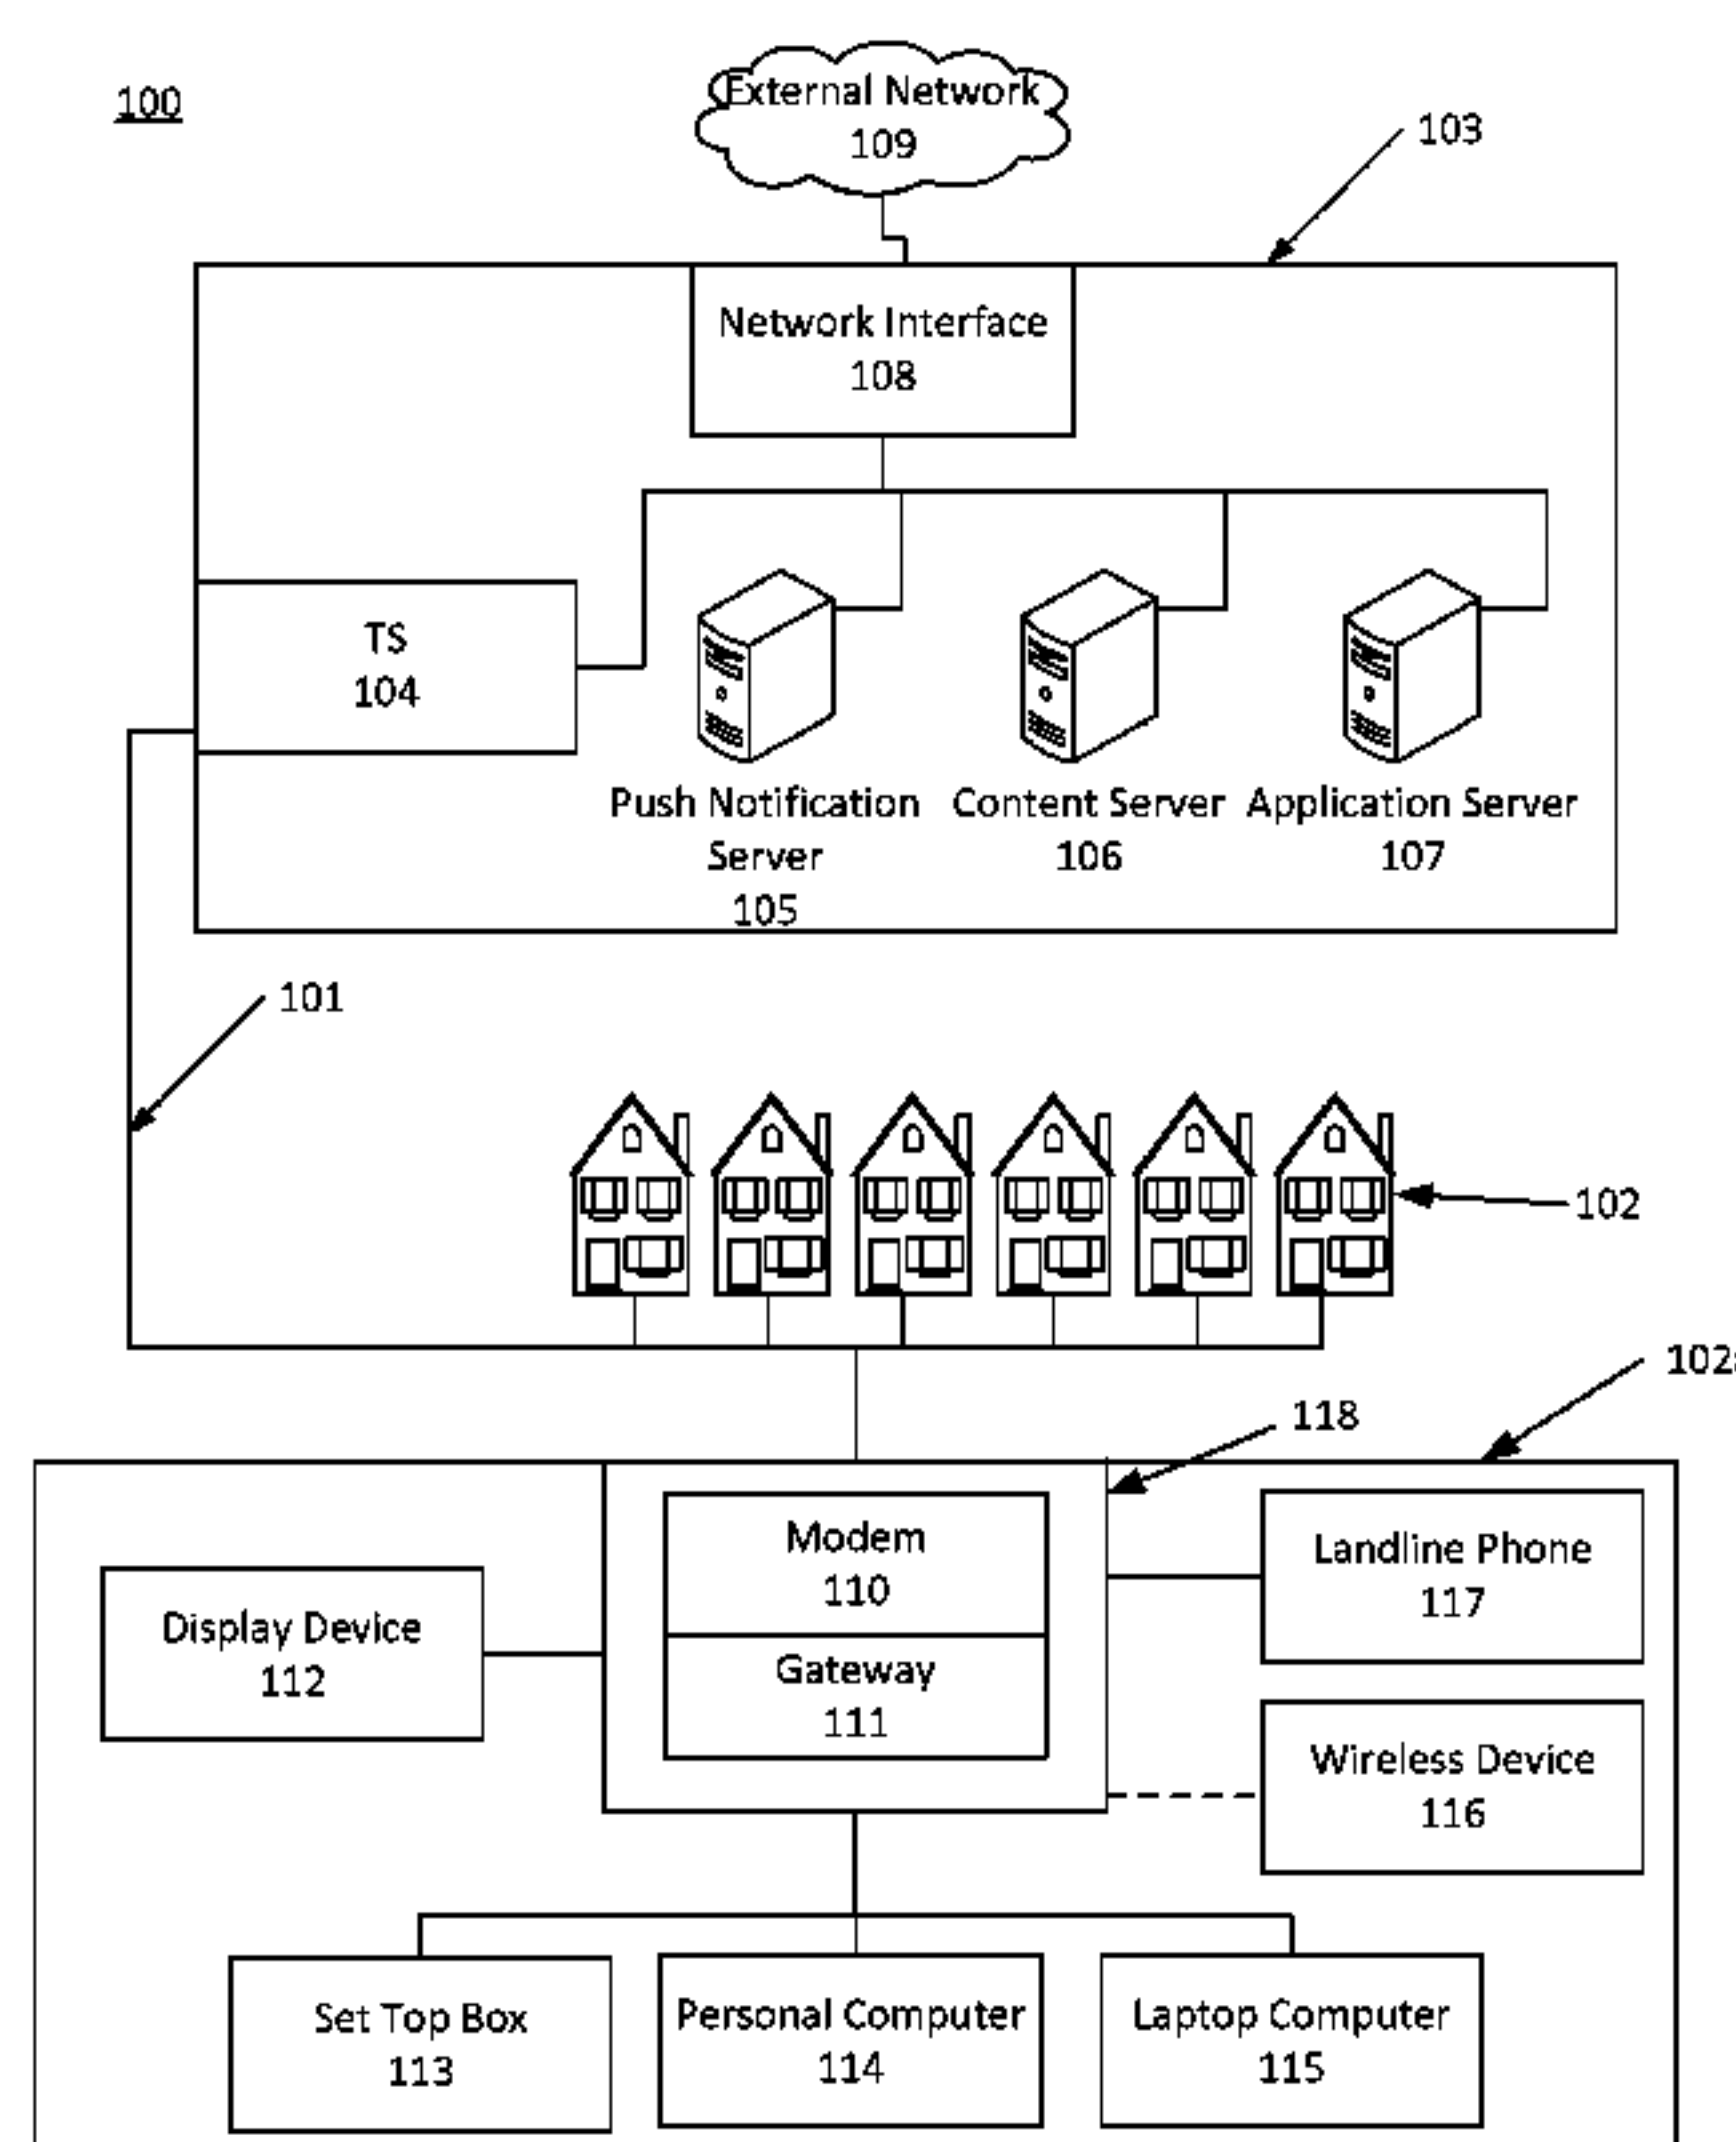 100
External Network
109
103
Network Interface
108
TS
104
Push Notification
Server
105
Content Server
106
Application Server
107
101
102
102
118
Modem
110
Gateway
111
Landline Phone
117
Display Device
112
Wireless Device
116
Set Top Box
113
Personal Computer
114
Laptop Computer
115